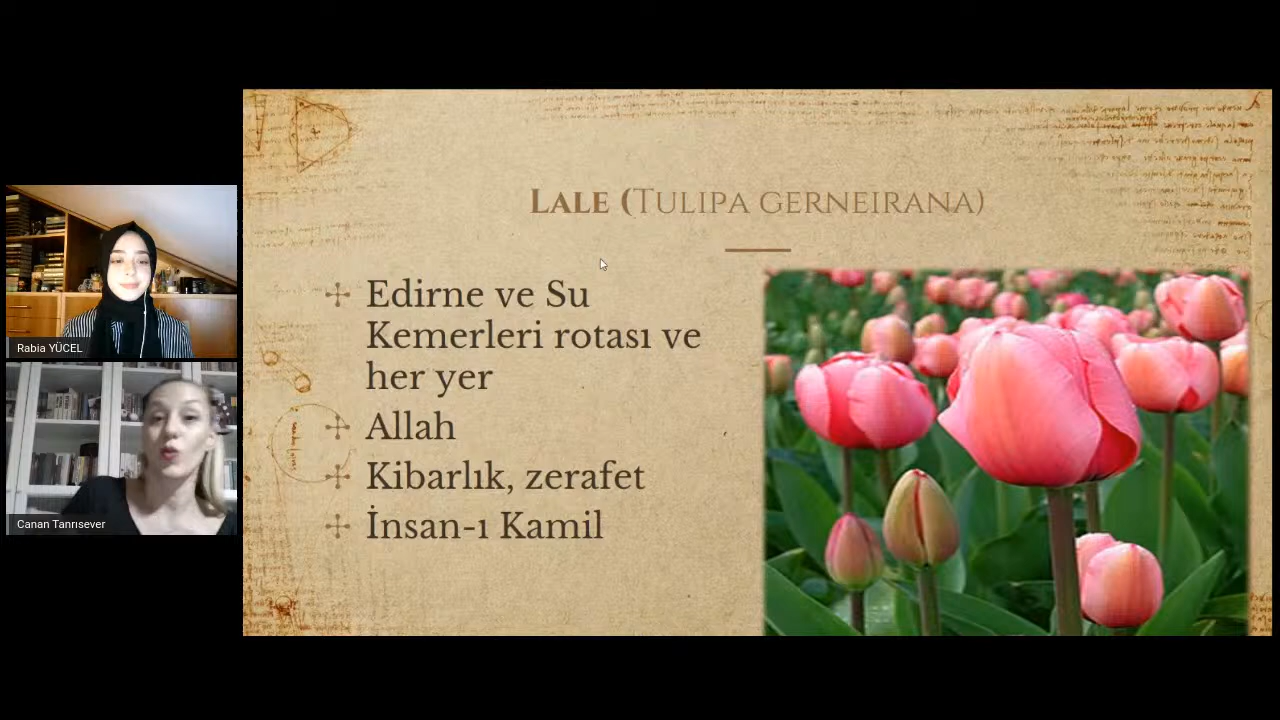 LALE (TULIPA GERNEIRANA)
Edirne ve Su
Kemerleri rotası ve
her yer
Allah
Kibarlık, zerafet
İnsan-ı Kamil
Rabia YÜCEL
Canan Tanrısever